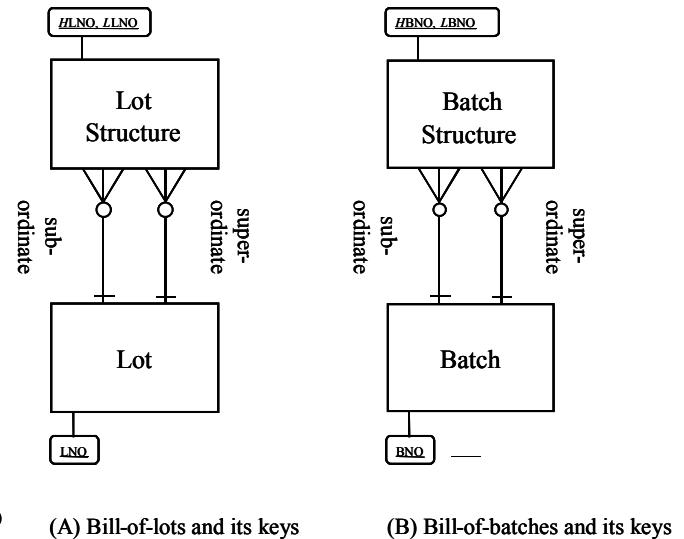 HLNO, LLNO
HBNO, LBNO
Lot
Structure
Batch
Structure
sub-
ordinate
super-
ordinate
sub-
ordinate
super-
ordinate
Lot
Batch
LNO
BNO
) (A) Bill-of-lots and its keys
(B) Bill-of-batches and its keys